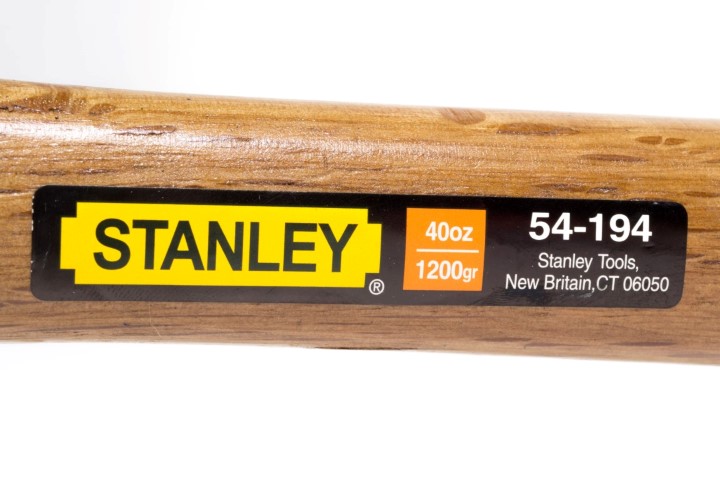 STANLEY
®
40oz
1200gr
54-194
Stanley Tools,
New Britain,CT 06050